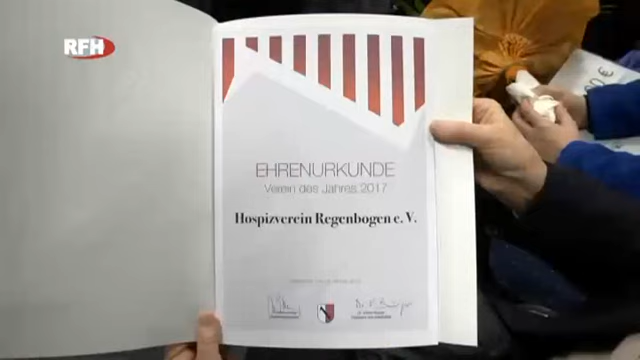 RFH
EHRENURKUNDE
Verein des Jahres 2017
Hospizverein Regenbogen e. V.
€